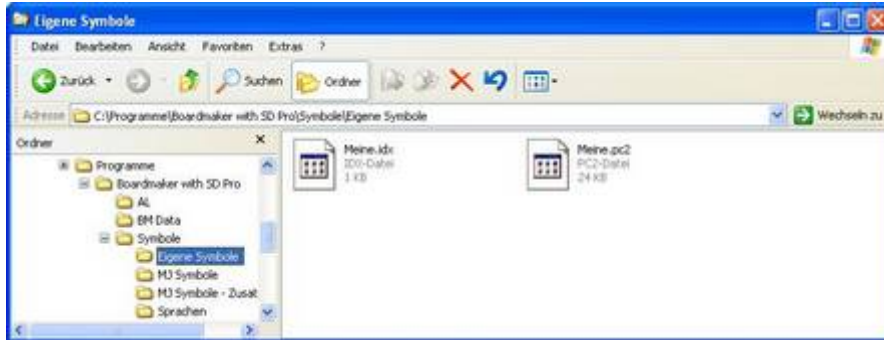 Eigene Symbole
Datei Bearbeiten Ansicht Favoriten Extras ?
Zurück Suchen Ordner
Adresse C:\Programme\Boardmaker with SD Pro\Symbole\Eigene Symbole Wechseln zu
Ordner x
Programme
Boardmaker with SD Pro
AL
BM Data
Symbole
Eigene Symbole
MJ Symbole
MJ Symbole - Zusat
Sprachen
Meine.idx
IDX-Datei
1 KB
Meine.pc2
PC2-Datei
24 KB